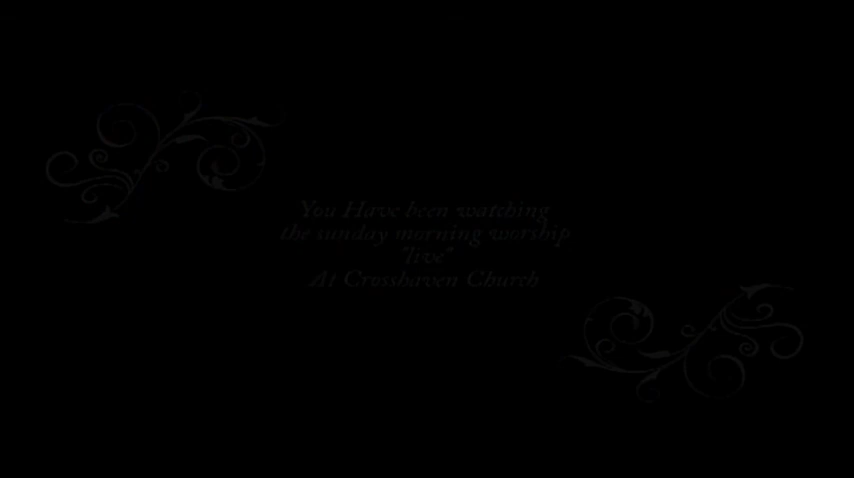 You Have been watching
the sunday morning worship
"live"
At Crosshaven Church